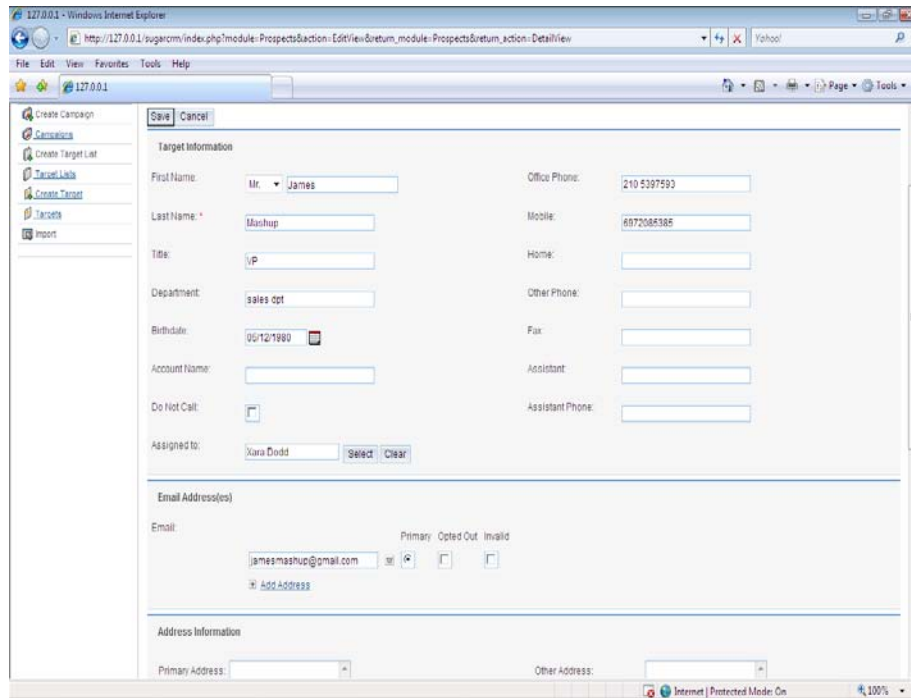 127.0.0.1 - Windows Internet Explorer
http://127.0.0.1/sugarcrm/index.php?module=Prospects&action=EditView&return_module=Prospects&return_action=DetailView
Yahoo!
File Edit View Favorites Tools Help
127.0.0.1
Page Tools
Create Campaign
Campaigns
Create Target List
Target Lists
Create Target
Targets
Import
Save Cancel
Target Information
First Name: Mr. James
Office Phone: 210 5397593
Last Name: * Mashup
Mobile: 6972085385
Title: VP
Home:
Department: sales dpt
Other Phone:
Birthdate: 05/12/1980
Fax:
Account Name:
Assistant:
Do Not Call:
Assistant Phone:
Assigned to: Xara Dodd Select Clear
Email Address(es)
Email:
Primary Opted Out Invalid
jamesmashup@gmail.com
Add Address
Address Information
Primary Address:
Other Address:
Internet | Protected Mode: On
100%